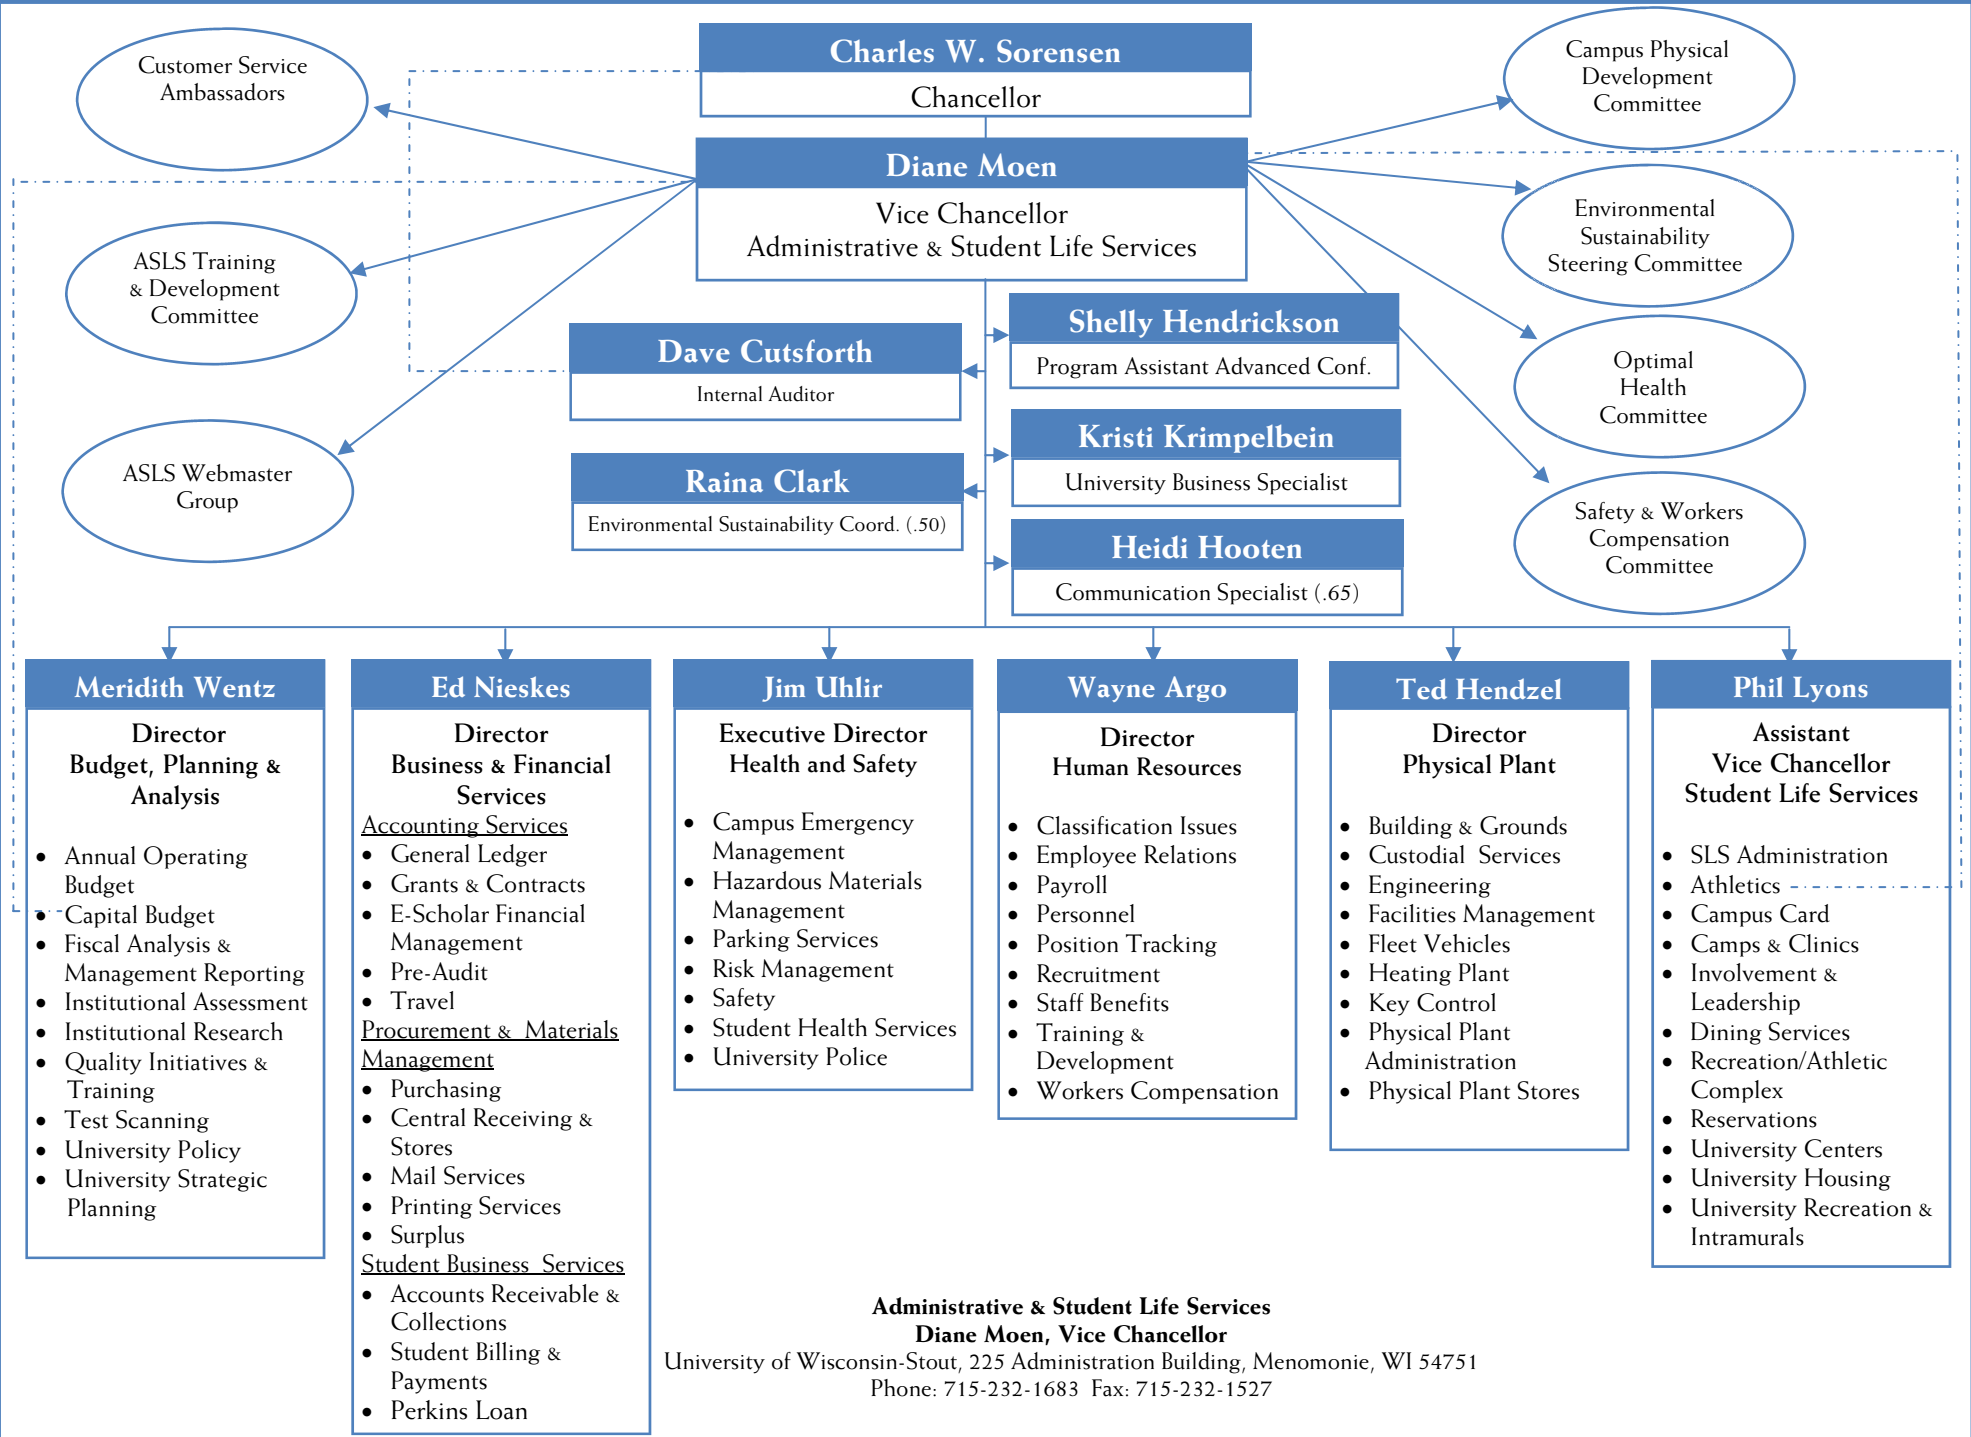 Charles W. Sorensen
Chancellor
Diane Moen
Vice Chancellor
Administrative & Student Life Services
Customer Service
Ambassadors
ASLS Training
& Development
Committee
ASLS Webmaster
Group
Campus Physical
Development
Committee
Environmental
Sustainability
Steering Committee
Optimal
Health
Committee
Safety & Workers
Compensation
Committee
Dave Cutsforth
Internal Auditor
Raina Clark
Environmental Sustainability Coord. (.50)
Shelly Hendrickson
Program Assistant Advanced Conf.
Kristi Krimpelbein
University Business Specialist
Heidi Hooten
Communication Specialist (.65)
Meridith Wentz
Director
Budget, Planning &
Analysis
• Annual Operating
Budget
• Capital Budget
• Fiscal Analysis &
Management Reporting
• Institutional Assessment
• Institutional Research
• Quality Initiatives &
Training
• Test Scanning
• University Policy
• University Strategic
Planning
Ed Nieskes
Director
Business & Financial
Services
Accounting Services
• General Ledger
• Grants & Contracts
• E-Scholar Financial
Management
• Pre-Audit
• Travel
Procurement & Materials
Management
• Purchasing
• Central Receiving &
Stores
• Mail Services
• Printing Services
• Surplus
Student Business Services
• Accounts Receivable &
Collections
• Student Billing &
Payments
• Perkins Loan
Jim Uhlir
Executive Director
Health and Safety
• Campus Emergency
Management
• Hazardous Materials
Management
• Parking Services
• Risk Management
• Safety
• Student Health Services
• University Police
Wayne Argo
Director
Human Resources
• Classification Issues
• Employee Relations
• Payroll
• Personnel
• Position Tracking
• Recruitment
• Staff Benefits
• Training &
Development
• Workers Compensation
Ted Hendzel
Director
Physical Plant
• Building & Grounds
• Custodial Services
• Engineering
• Facilities Management
• Fleet Vehicles
• Heating Plant
• Key Control
• Physical Plant
Administration
• Physical Plant Stores
Phil Lyons
Assistant
Vice Chancellor
Student Life Services
• SLS Administration
• Athletics
• Campus Card
• Camps & Clinics
• Involvement &
Leadership
• Dining Services
• Recreation/Athletic
Complex
• Reservations
• University Centers
• University Housing
• University Recreation &
Intramurals
Administrative & Student Life Services
Diane Moen, Vice Chancellor
University of Wisconsin-Stout, 225 Administration Building, Menomonie, WI 54751
Phone: 715-232-1683 Fax: 715-232-1527